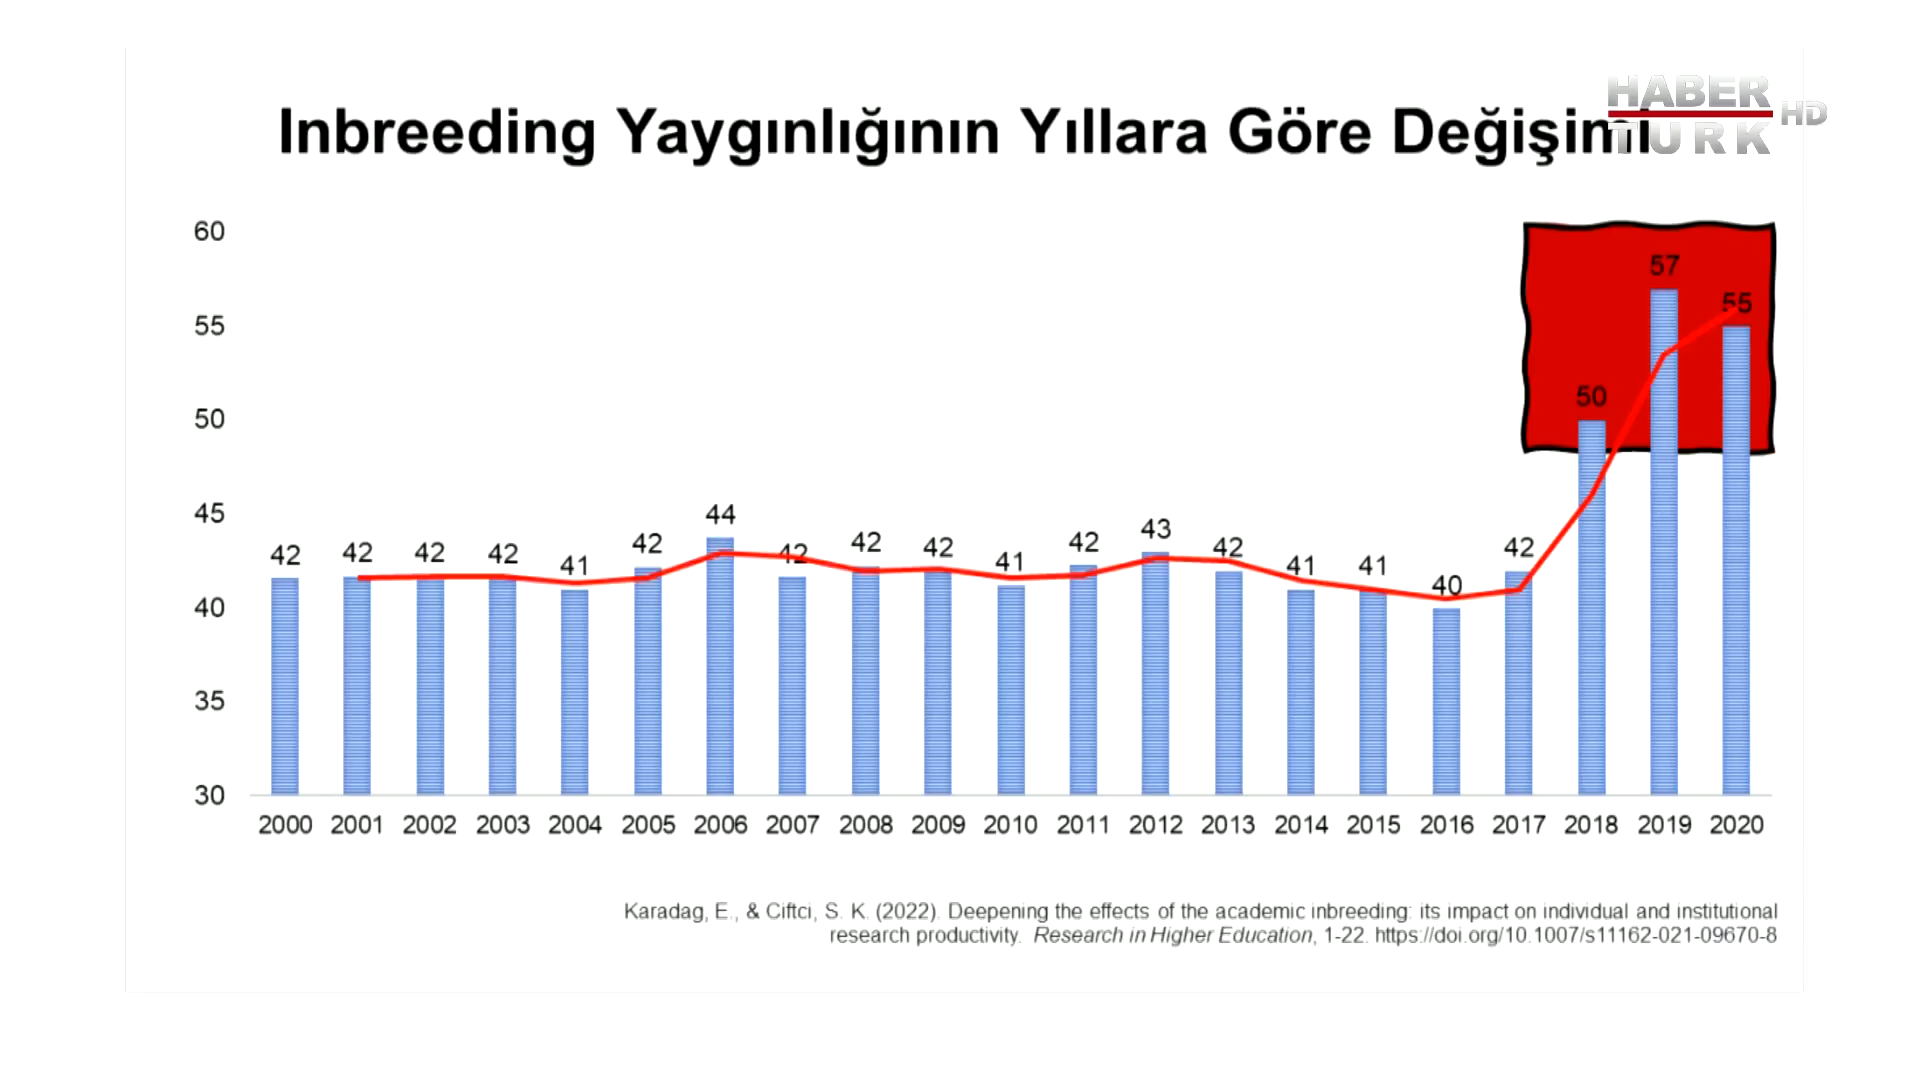 HABER
TURK HD
Inbreeding Yaygınlığının Yıllara Göre Değişimi
60
55
50
45
40
35
30
42 42 42 42 41 42 44 42 42 42 41 42 43 42 41 41 40 42 50 57 55
2000 2001 2002 2003 2004 2005 2006 2007 2008 2009 2010 2011 2012 2013 2014 2015 2016 2017 2018 2019 2020
Karadag, E., & Ciftci, S. K. (2022). Deepening the effects of the academic inbreeding: its impact on individual and institutional
research productivity. Research in Higher Education, 1-22. https://doi.org/10.1007/s11162-021-09670-8